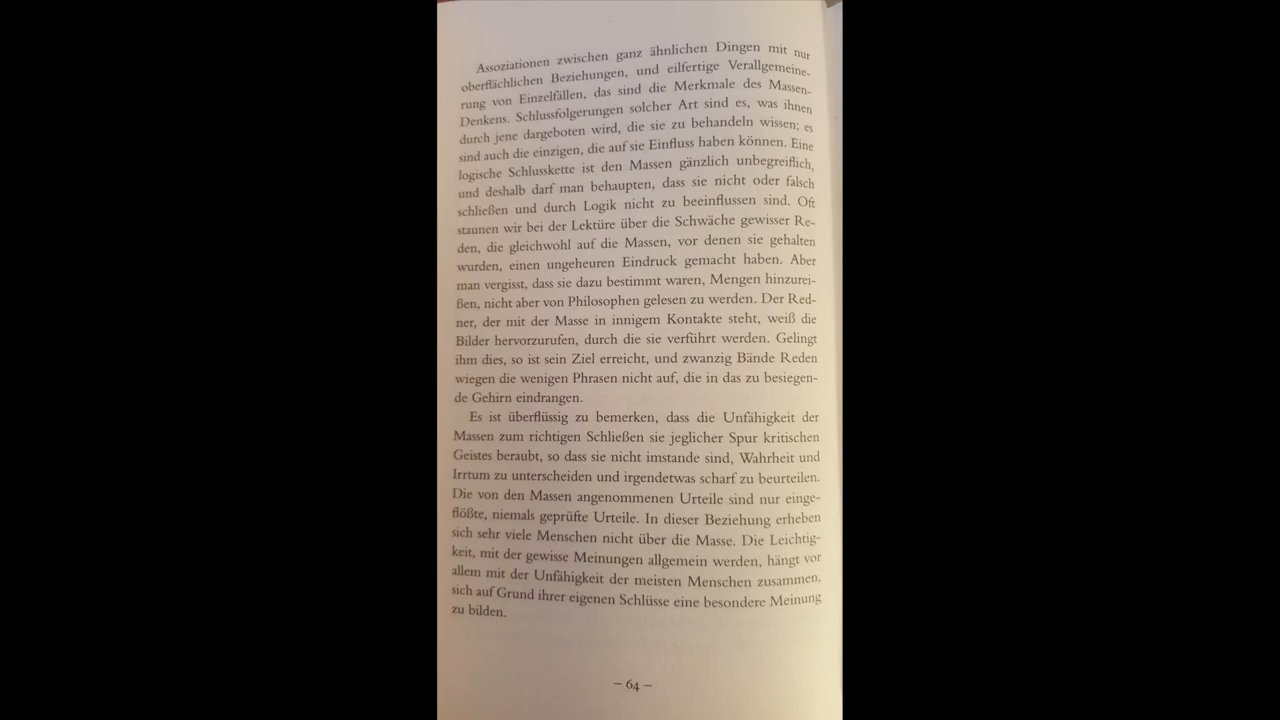 Assoziationen zwischen ganz ähnlichen Dingen mit nur
oberflächlichen Beziehungen, und eilfertige Verallgemeine-
rung von Einzelfällen, das sind die Merkmale des Massen-
Denkens. Schlussfolgerungen solcher Art sind es, was ihnen
durch jene dargeboten wird, die sie zu behandeln wissen; es
sind auch die einzigen, die auf sie Einfluss haben können. Eine
logische Schlusskette ist den Massen gänzlich unbegreiflich,
und deshalb darf man behaupten, dass sie nicht oder falsch
schließen und durch Logik nicht zu beeinflussen sind. Oft
staunen wir bei der Lektüre über die Schwäche gewisser Re-
den, die gleichwohl auf die Massen, vor denen sie gehalten
wurden, einen ungeheuren Eindruck gemacht haben. Aber
man vergisst, dass sie dazu bestimmt waren, Mengen hinzurei-
ßen, nicht aber von Philosophen gelesen zu werden. Der Red-
ner, der mit der Masse in innigem Kontakte steht, weiß die
Bilder hervorzurufen, durch die sie verführt werden. Gelingt
ihm dies, so ist sein Ziel erreicht, und zwanzig Bände Reden
wiegen die wenigen Phrasen nicht auf, die in das zu besiegen-
de Gehirn eindrangen.
Es ist überflüssig zu bemerken, dass die Unfähigkeit der
Massen zum richtigen Schließen sie jeglicher Spur kritischen
Geistes beraubt, so dass sie nicht imstande sind, Wahrheit und
Irrtum zu unterscheiden und irgendetwas scharf zu beurteilen.
Die von den Massen angenommenen Urteile sind nur einge-
flößte, niemals geprüfte Urteile. In dieser Beziehung erheben
sich sehr viele Menschen nicht über die Masse. Die Leichtig-
keit, mit der gewisse Meinungen allgemein werden, hängt vor
allem mit der Unfähigkeit der meisten Menschen zusammen,
sich auf Grund ihrer eigenen Schlüsse eine besondere Meinung
zu bilden.
– 64 –